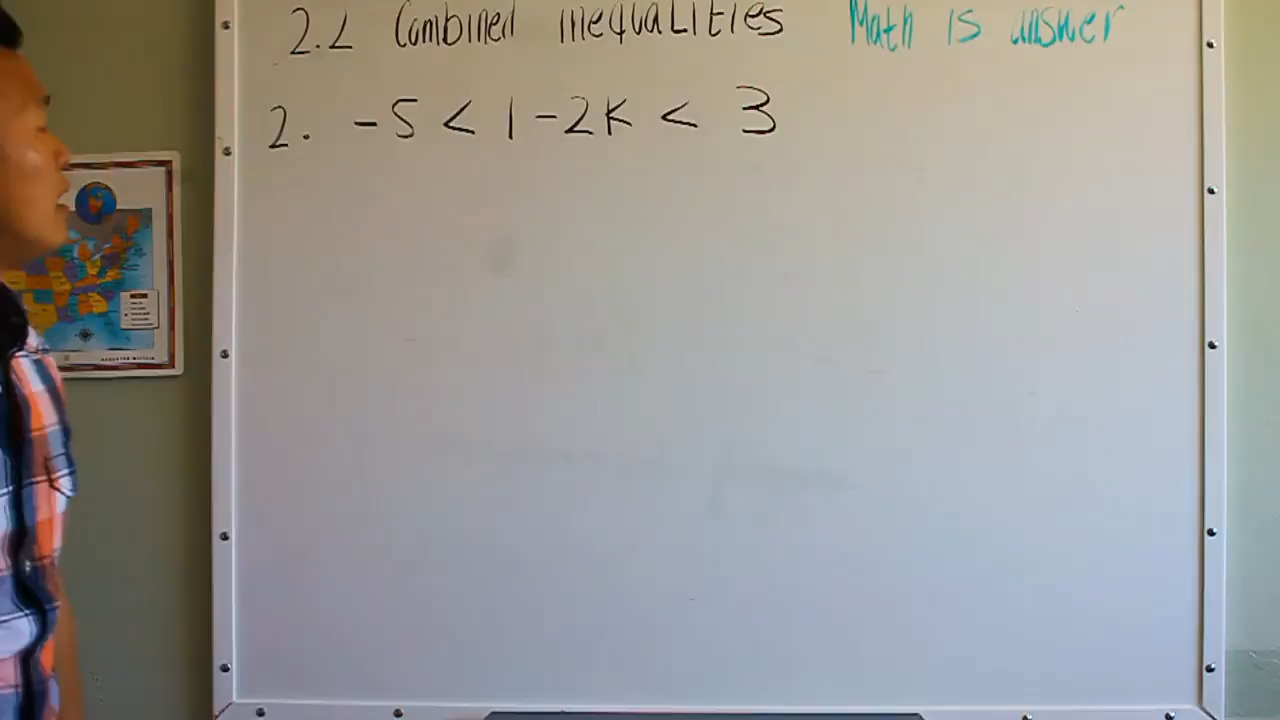 2.2 Combined inequalities Math is answer
2. -5 < 1-2k < 3